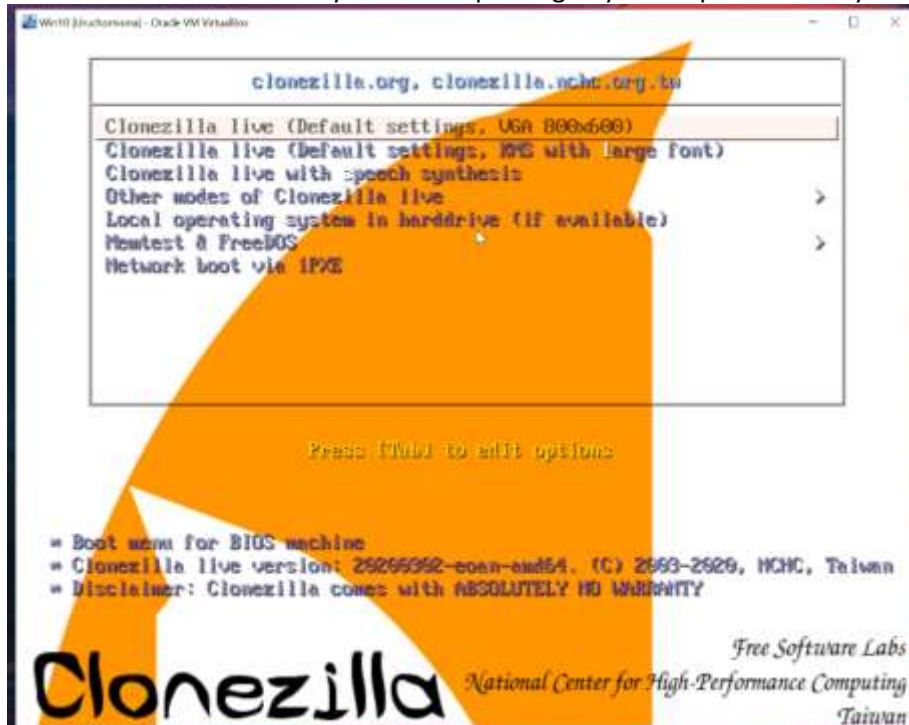 Win10 [Uruchomiona] - Oracle VM VirtualBox
clonezilla.org, clonezilla.nchc.org.tw
Clonezilla live (Default settings, VGA 800x600)
Clonezilla live (Default settings, KMS with large font)
Clonezilla live with speech synthesis
Other modes of Clonezilla live >
Local operating system in harddrive (if available)
Memtest & FreeDOS >
Network boot via iPXE
Press [Tab] to edit options
* Boot menu for BIOS machine
* Clonezilla live version: -eoan-amd64. (C) 2003-2020, NCHC, Taiwan
* Disclaimer: Clonezilla comes with ABSOLUTELY NO WARRANTY
Free Software Labs
Clonezilla National Center for High-Performance Computing
Taiwan